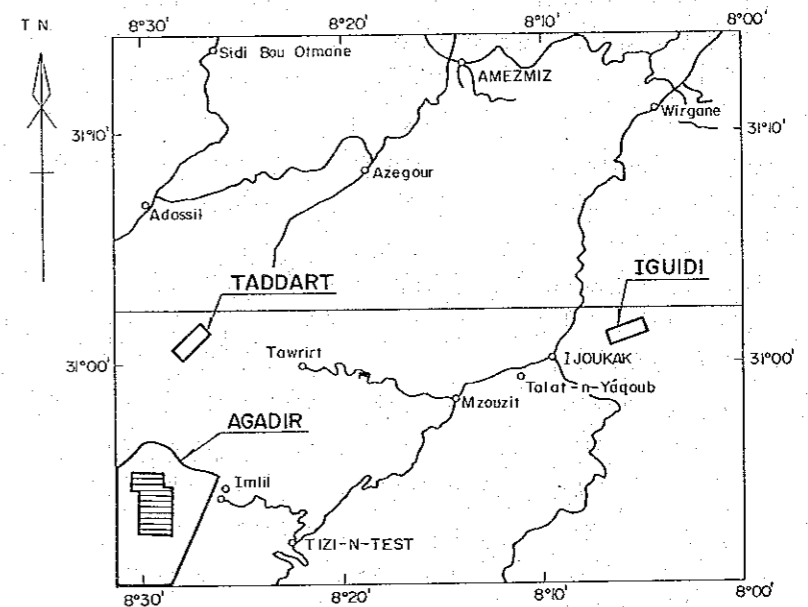 T N.
8°30'
8°20'
8°10'
8°00'
Sidi Bou Otmane
AMEZMIZ
Wirgane
31°10'
31°10'
Azegour
Adossil
TADDART
IGUIDI
Tawrirt
IJOUKAK
31°00'
31°00'
Talat-n-Yaqoub
Mzouzit
AGADIR
Imlil
TIZI-N-TEST
8°30'
8°20'
8°10'
8°00'